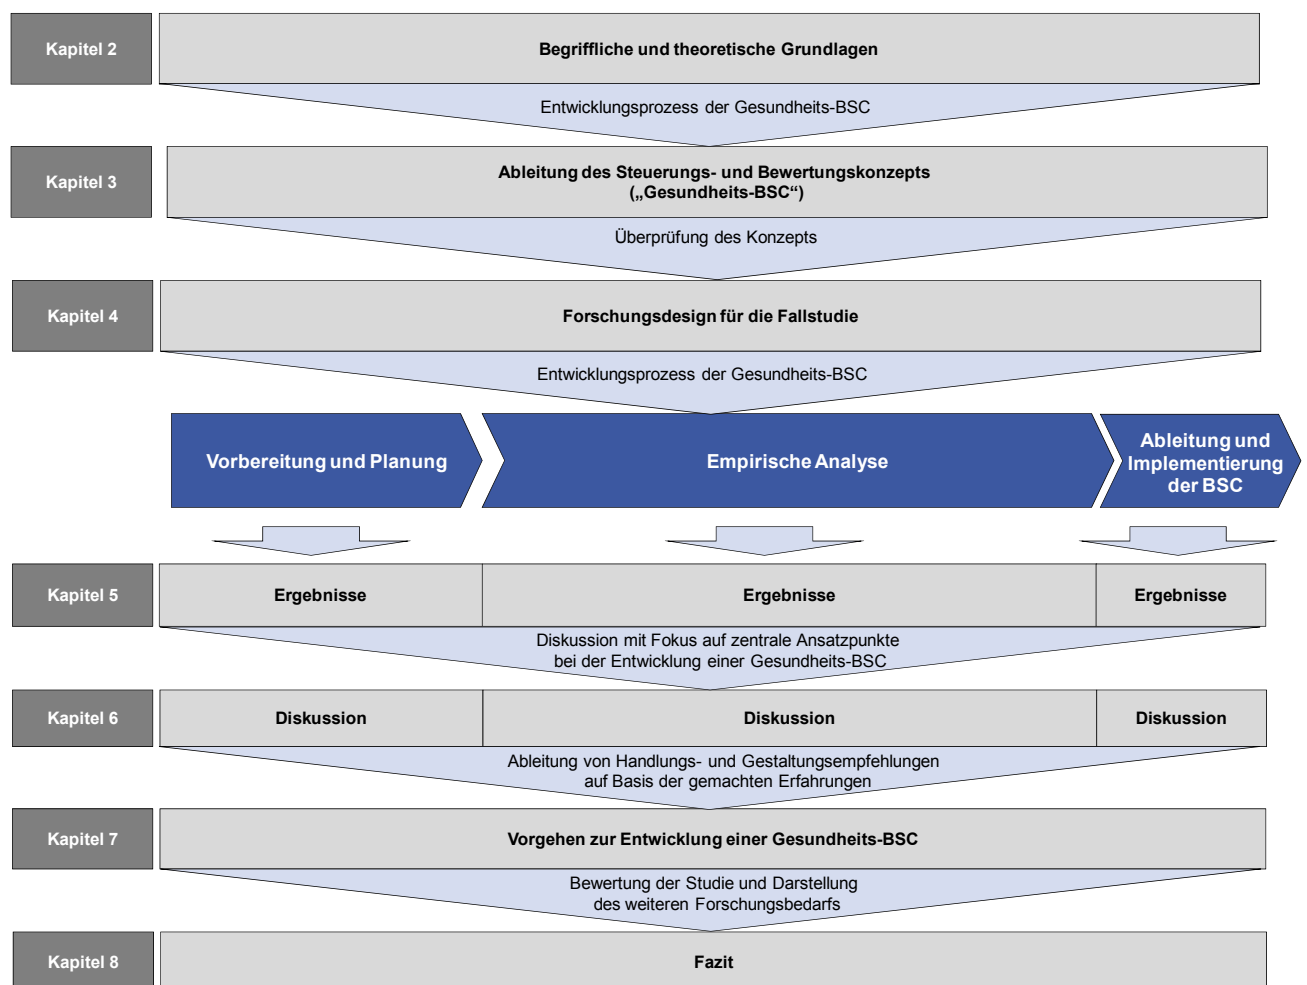 Kapitel 2
Begriffliche und theoretische Grundlagen
Entwicklungsprozess der Gesundheits-BSC
Kapitel 3
Ableitung des Steuerungs- und Bewertungskonzepts
(„Gesundheits-BSC“)
Überprüfung des Konzepts
Kapitel 4
Forschungsdesign für die Fallstudie
Entwicklungsprozess der Gesundheits-BSC
Vorbereitung und Planung
Empirische Analyse
Ableitung und
Implementierung
der BSC
Kapitel 5
Ergebnisse
Ergebnisse
Ergebnisse
Diskussion mit Fokus auf zentrale Ansatzpunkte
bei der Entwicklung einer Gesundheits-BSC
Kapitel 6
Diskussion
Diskussion
Diskussion
Ableitung von Handlungs- und Gestaltungsempfehlungen
auf Basis der gemachten Erfahrungen
Kapitel 7
Vorgehen zur Entwicklung einer Gesundheits-BSC
Bewertung der Studie und Darstellung
des weiteren Forschungsbedarfs
Kapitel 8
Fazit